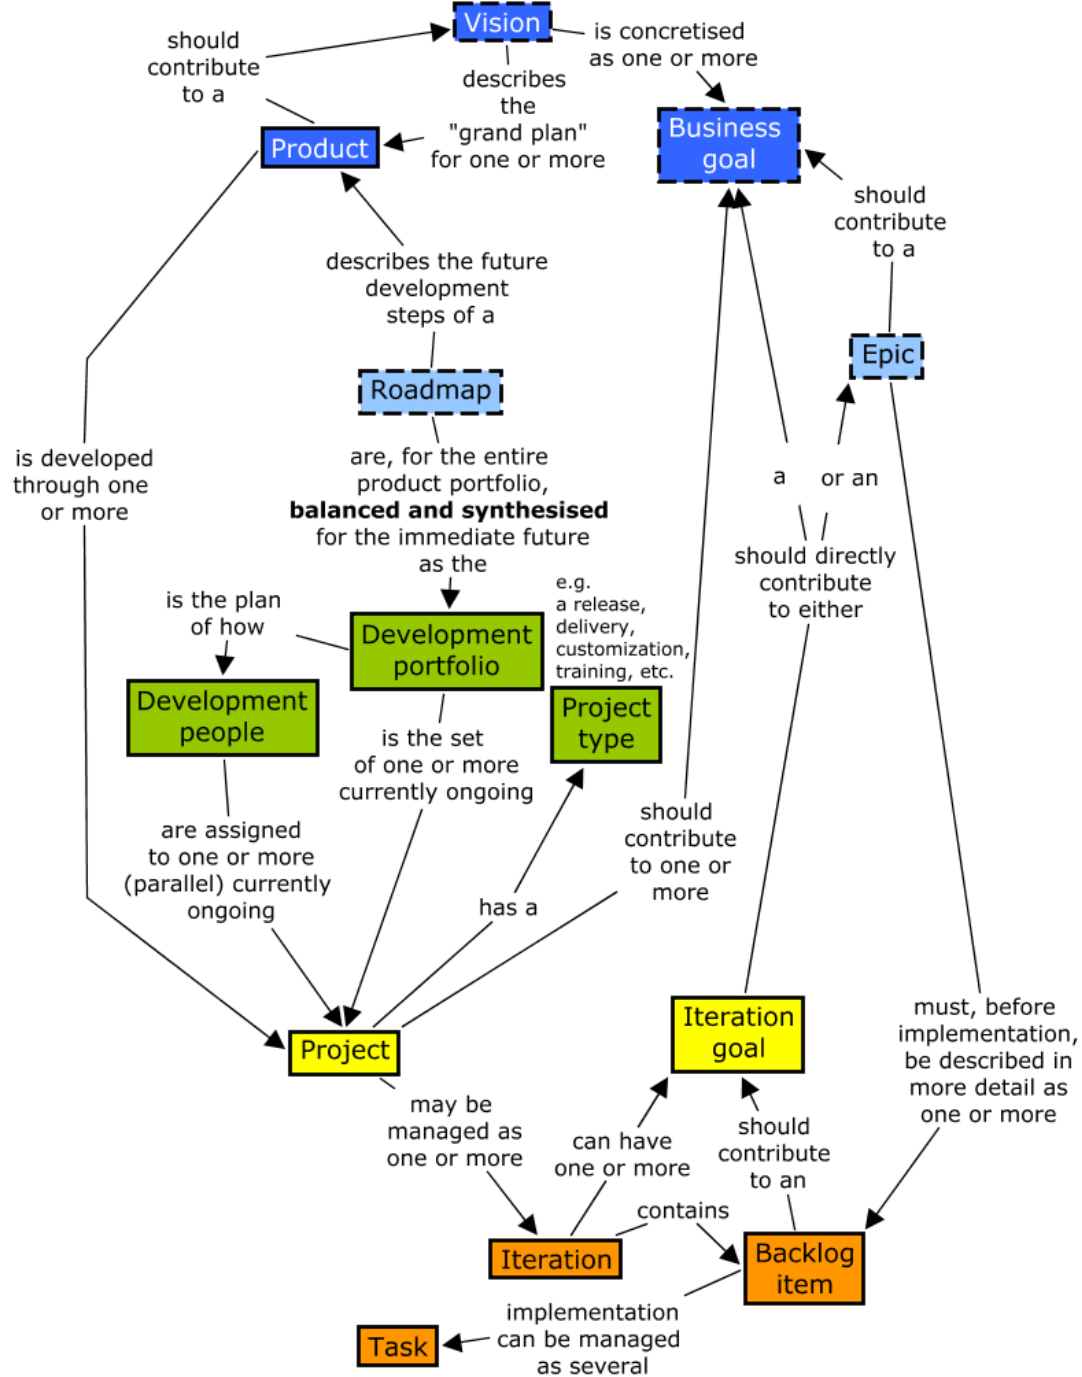 Vision
is concretised
as one or more
should
contribute
to a
describes
the
"grand plan"
for one or more
Business
goal
Product
should
contribute
to a
describes the future
development
steps of a
Epic
Roadmap
is developed
through one
or more
are, for the entire
product portfolio,
balanced and synthesised
for the immediate future
as the
a
or an
should directly
contribute
to either
e.g.
a release,
delivery,
customization,
training, etc.
is the plan
of how
Development
portfolio
Development
people
Project
type
is the set
of one or more
currently ongoing
should
contribute
to one or
more
are assigned
to one or more
(parallel) currently
ongoing
has a
Iteration
goal
must, before
implementation,
be described in
more detail as
one or more
Project
may be
managed as
one or more
can have
one or more
should
contribute
to an
contains
Iteration
Backlog
item
implementation
can be managed
as several
Task